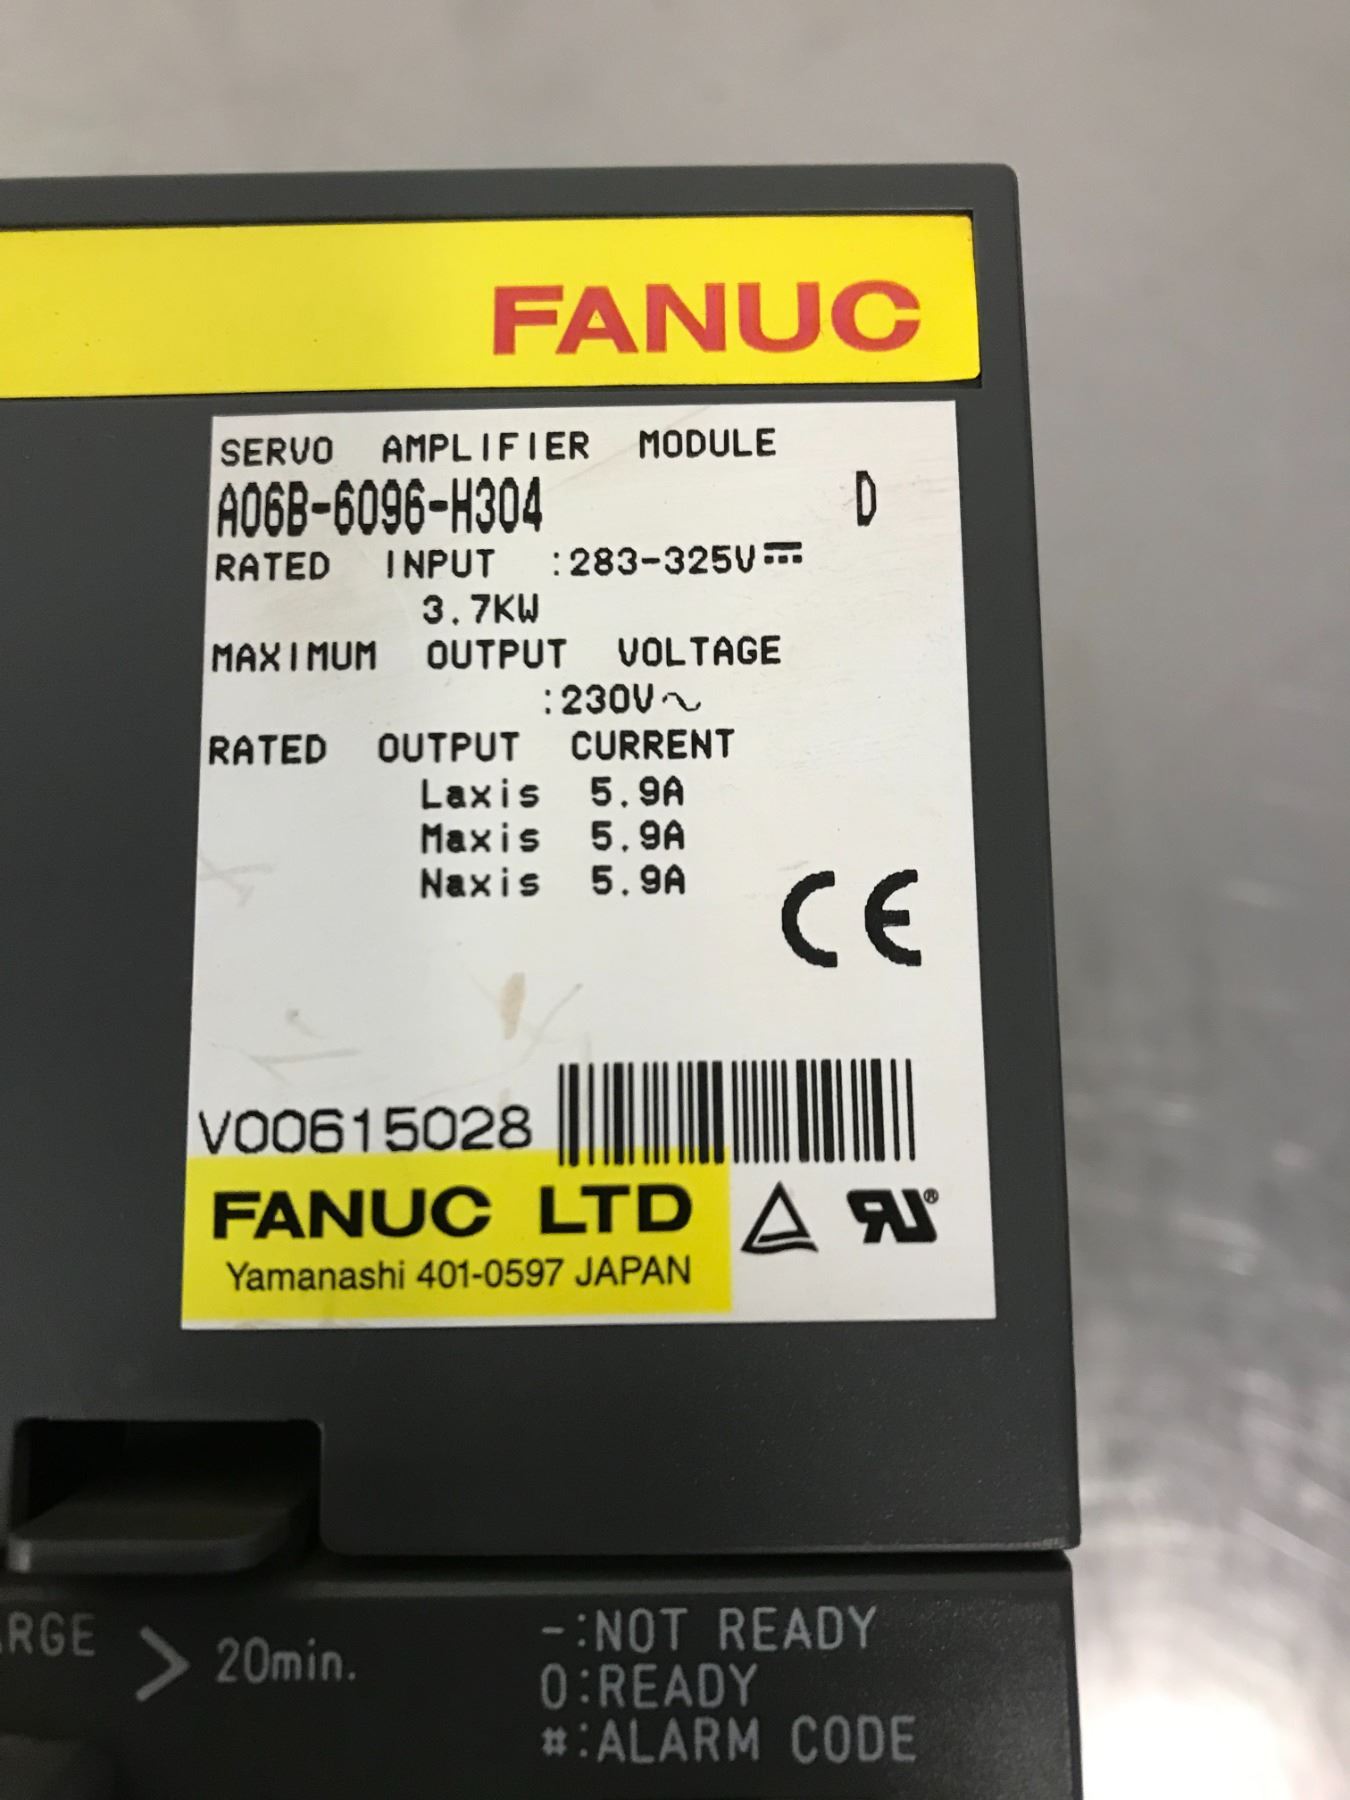 FANUC
SERVO AMPLIFIER MODULE
A06B-6096-H304 D
RATED INPUT :283-325V⎓
3.7KW
MAXIMUM OUTPUT VOLTAGE
:230V~
RATED OUTPUT CURRENT
Laxis 5.9A
Maxis 5.9A
Naxis 5.9A
CE
V00615028
FANUC LTD
Yamanashi 401-0597 JAPAN
RU®
ARGE > 20min.
-:NOT READY
0:READY
#:ALARM CODE